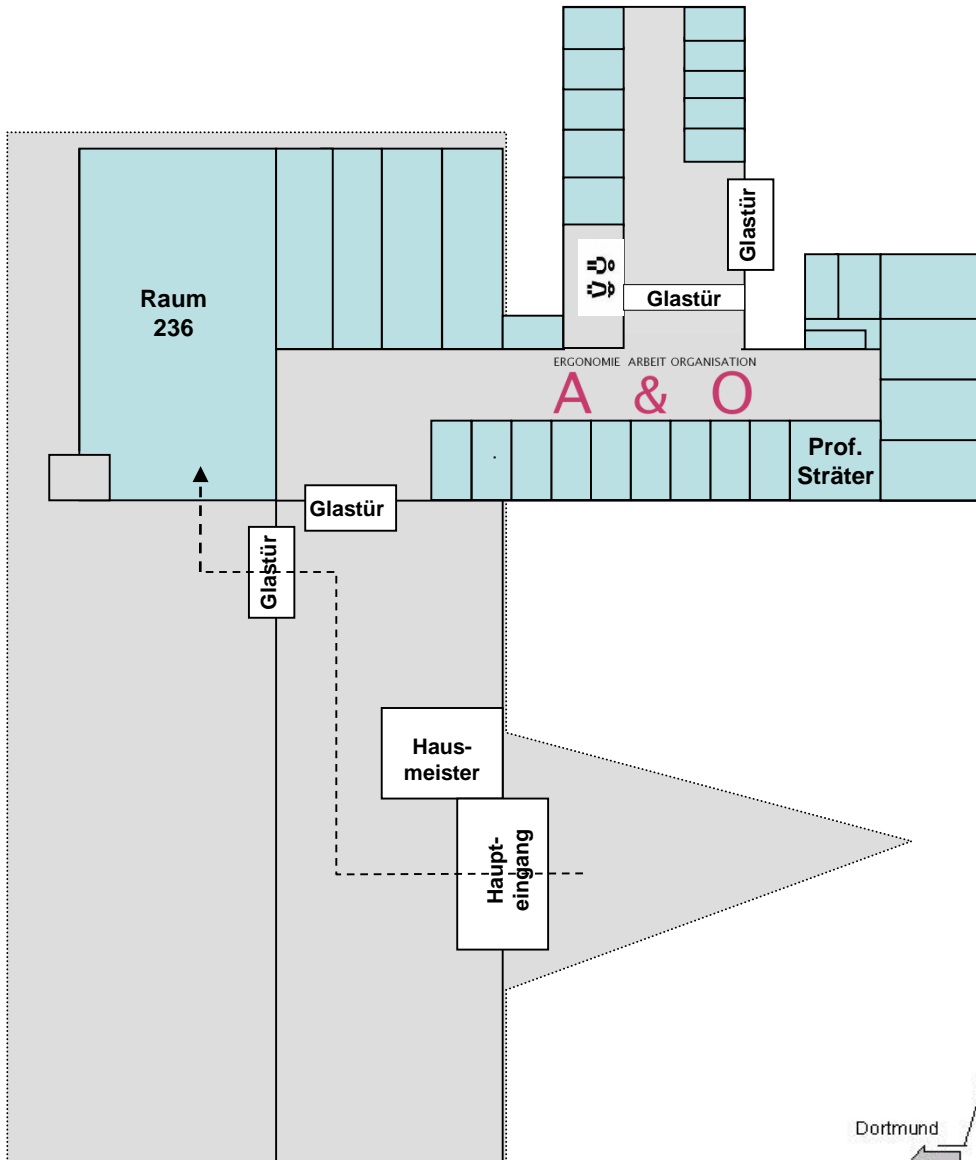 Glastür
Raum
236
Glastür
ERGONOMIE ARBEIT ORGANISATION
A & O
Prof.
Sträter
Glastür
Glastür
Haus-
meister
Haupt-
eingang
Dortmund